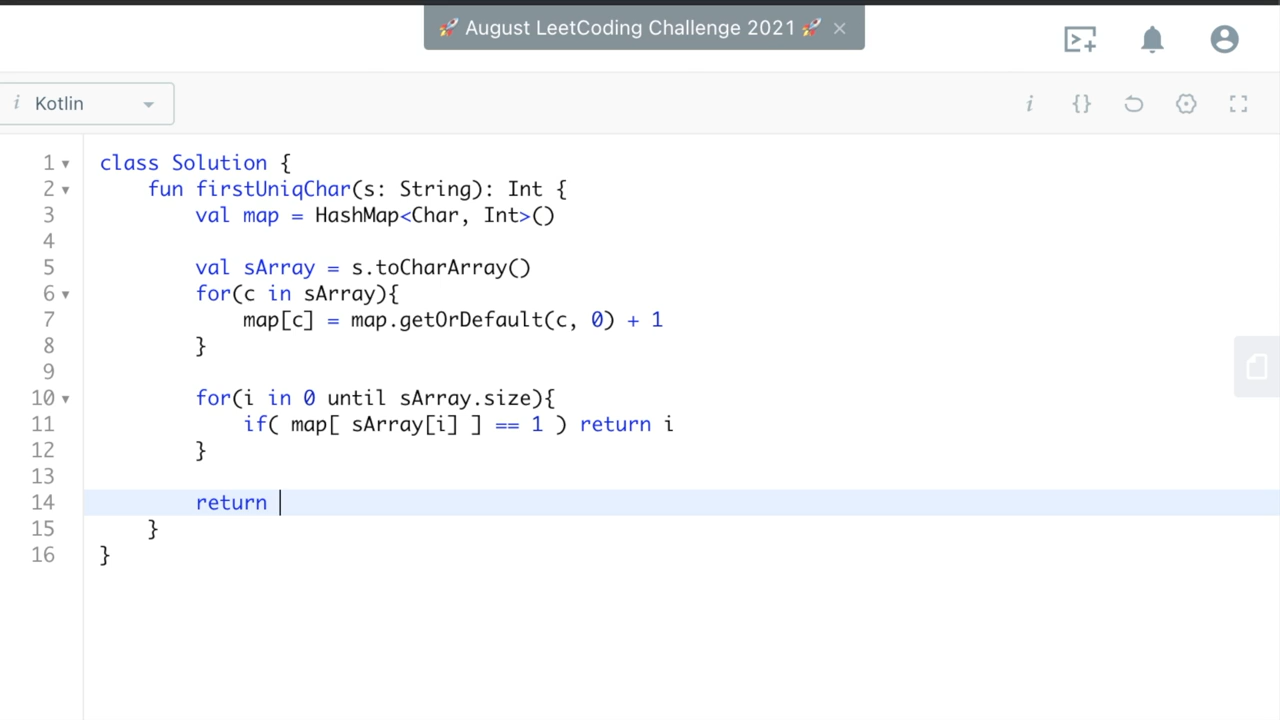 🚀 August LeetCoding Challenge 2021 🚀 ×
i Kotlin
i {}
1 class Solution {
2     fun firstUniqChar(s: String): Int {
3         val map = HashMap<Char, Int>()
4
5         val sArray = s.toCharArray()
6         for(c in sArray){
7             map[c] = map.getOrDefault(c, 0) + 1
8         }
9
10         for(i in 0 until sArray.size){
11             if( map[ sArray[i] ] == 1 ) return i
12         }
13
14         return
15     }
16 }